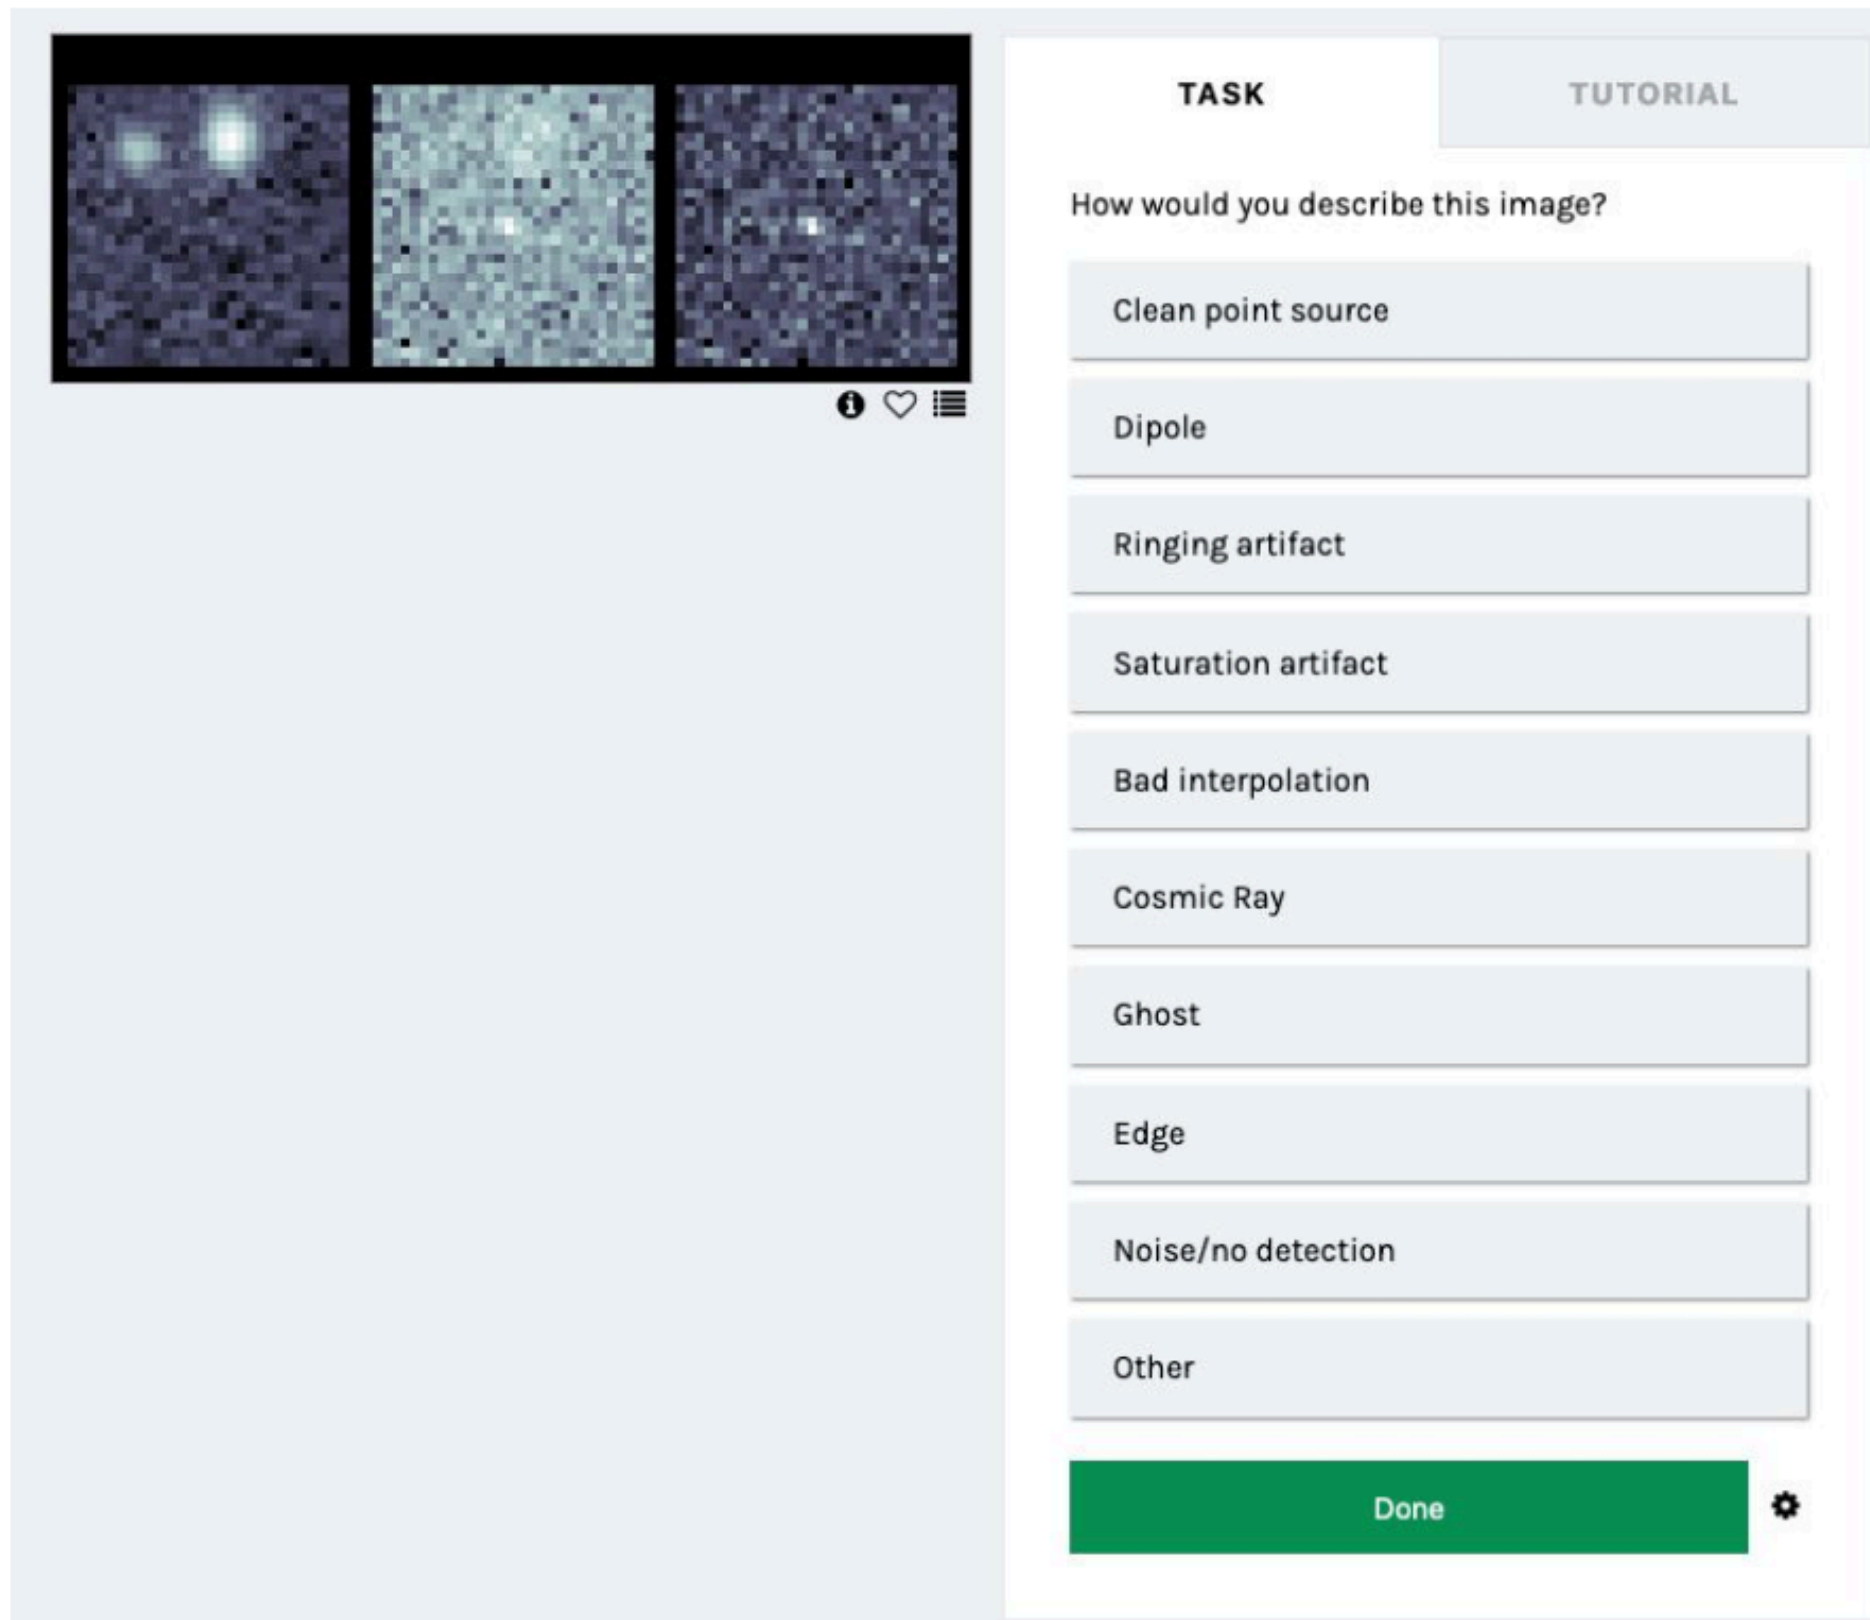 TASK
TUTORIAL
How would you describe this image?
Clean point source
Dipole
Ringing artifact
Saturation artifact
Bad interpolation
Cosmic Ray
Ghost
Edge
Noise/no detection
Other
Done